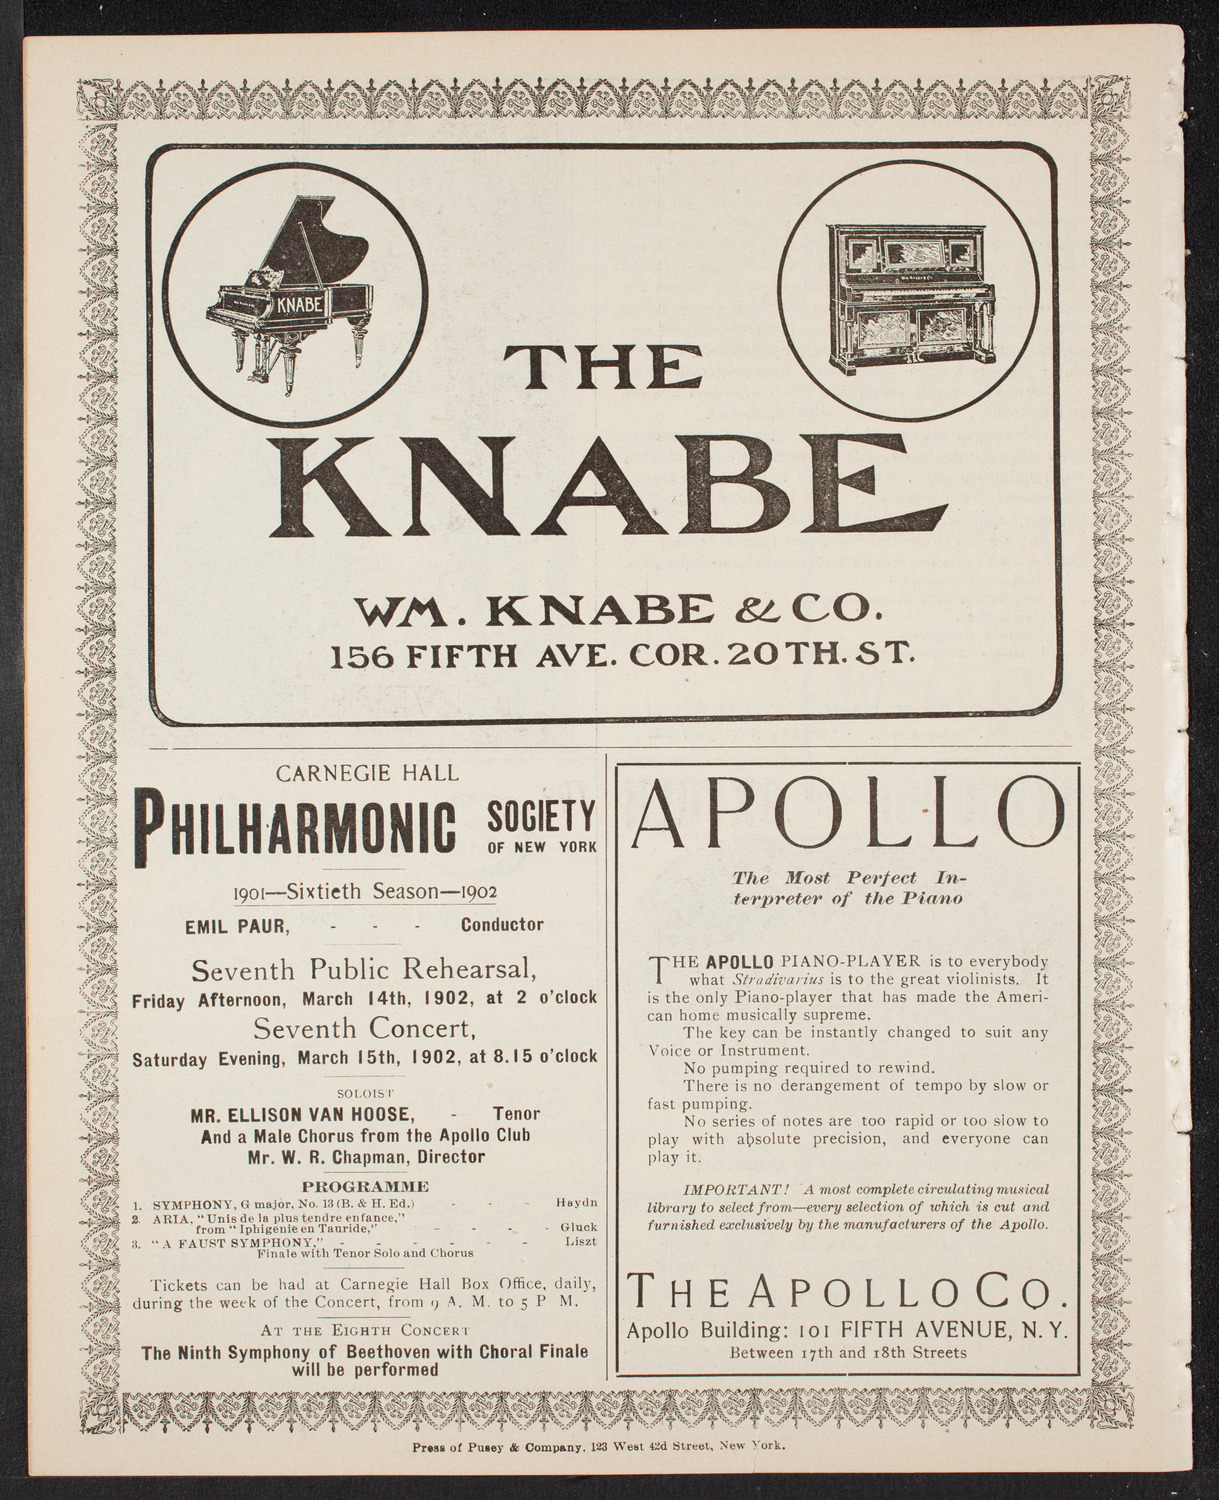 KNABE
THE
KNABE
WM. KNABE & CO.
156 FIFTH AVE. COR. 20TH. ST.
CARNEGIE HALL
PHILHARMONIC SOCIETY
OF NEW YORK
1901—Sixtieth Season—1902
EMIL PAUR, - - - Conductor
Seventh Public Rehearsal,
Friday Afternoon, March 14th, 1902, at 2 o'clock
Seventh Concert,
Saturday Evening, March 15th, 1902, at 8.15 o'clock
SOLOIST
MR. ELLISON VAN HOOSE, - Tenor
And a Male Chorus from the Apollo Club
Mr. W. R. Chapman, Director
PROGRAMME
1. SYMPHONY, G major, No. 13 (B. & H. Ed.) - - - Haydn
2. ARIA, "Unis de la plus tendre enfance,"
from "Iphigenie en Tauride," - - - - Gluck
3. "A FAUST SYMPHONY," - - - - - - Liszt
Finale with Tenor Solo and Chorus
Tickets can be had at Carnegie Hall Box Office, daily,
during the week of the Concert, from 9 A. M. to 5 P M.
AT THE EIGHTH CONCERT
The Ninth Symphony of Beethoven with Choral Finale
will be performed
APOLLO
The Most Perfect In-
terpreter of the Piano
THE APOLLO PIANO-PLAYER is to everybody
what Stradivarius is to the great violinists. It
is the only Piano-player that has made the Ameri-
can home musically supreme.
The key can be instantly changed to suit any
Voice or Instrument.
No pumping required to rewind.
There is no derangement of tempo by slow or
fast pumping.
No series of notes are too rapid or too slow to
play with absolute precision, and everyone can
play it.
IMPORTANT! A most complete circulating musical
library to select from—every selection of which is cut and
furnished exclusively by the manufacturers of the Apollo.
THE APOLLO CO.
Apollo Building: 101 FIFTH AVENUE, N. Y.
Between 17th and 18th Streets
Press of Pusey & Company. 123 West 42d Street, New York.